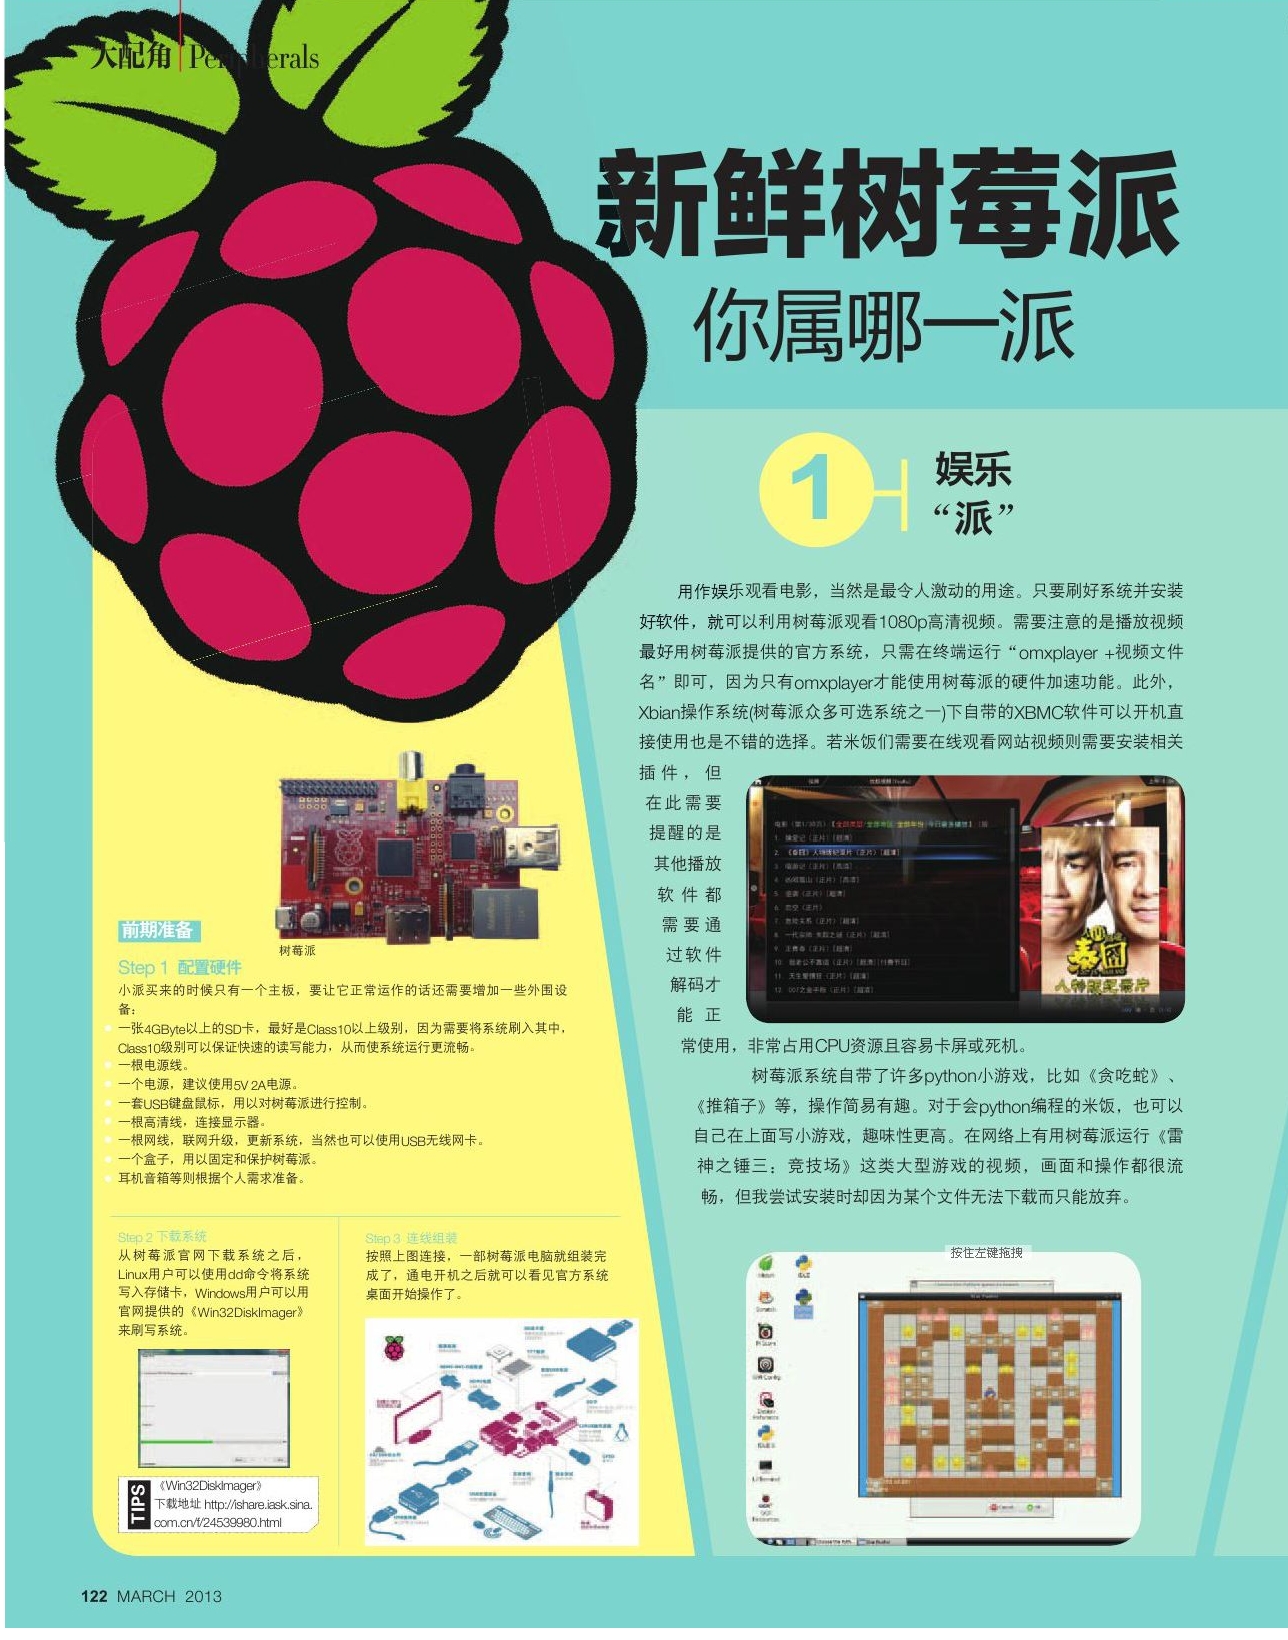 大配角 Peripherals
新鲜树莓派
你属哪一派
1
娱乐
“派”
用作娱乐观看电影，当然是最令人激动的用途。只要刷好系统并安装
好软件，就可以利用树莓派观看1080p高清视频。需要注意的是播放视频
最好用树莓派提供的官方系统，只需在终端运行“omxplayer +视频文件
名”即可，因为只有omxplayer才能使用树莓派的硬件加速功能。此外，
Xbian操作系统(树莓派众多可选系统之一)下自带的XBMC软件可以开机直
接使用也是不错的选择。若米饭们需要在线观看网站视频则需要安装相关
插件，但
在此需要
提醒的是
其他播放
软件都
需要通
过软件
解码才
能正
常使用，非常占用CPU资源且容易卡屏或死机。
树莓派系统自带了许多python小游戏，比如《贪吃蛇》、
《推箱子》等，操作简易有趣。对于会python编程的米饭，也可以
自己在上面写小游戏，趣味性更高。在网络上有用树莓派运行《雷
神之锤三：竞技场》这类大型游戏的视频，画面和操作都很流
畅，但我尝试安装时却因为某个文件无法下载而只能放弃。
按住左键拖拽
树莓派
前期准备
Step 1 配置硬件
小派买来的时候只有一个主板，要让它正常运作的话还需要增加一些外围设
备：
一张4GByte以上的SD卡，最好是Class10以上级别，因为需要将系统刷入其中，
Class10级别可以保证快速的读写能力，从而使系统运行更流畅。
一根电源线。
一个电源，建议使用5V 2A电源。
一套USB键盘鼠标，用以对树莓派进行控制。
一根高清线，连接显示器。
一根网线，联网升级，更新系统，当然也可以使用USB无线网卡。
一个盒子，用以固定和保护树莓派。
耳机音箱等则根据个人需求准备。
Step 2 下载系统
从树莓派官网下载系统之后，
Linux用户可以使用dd命令将系统
写入存储卡，Windows用户可以用
官网提供的《Win32DiskImager》
来刷写系统。
TIPS
《Win32DiskImager》
下载地址 http://ishare.iask.sina.
com.cn/f/24539980.html
Step 3 连线组装
按照上图连接，一部树莓派电脑就组装完
成了，通电开机之后就可以看见官方系统
桌面开始操作了。
122 MARCH 2013